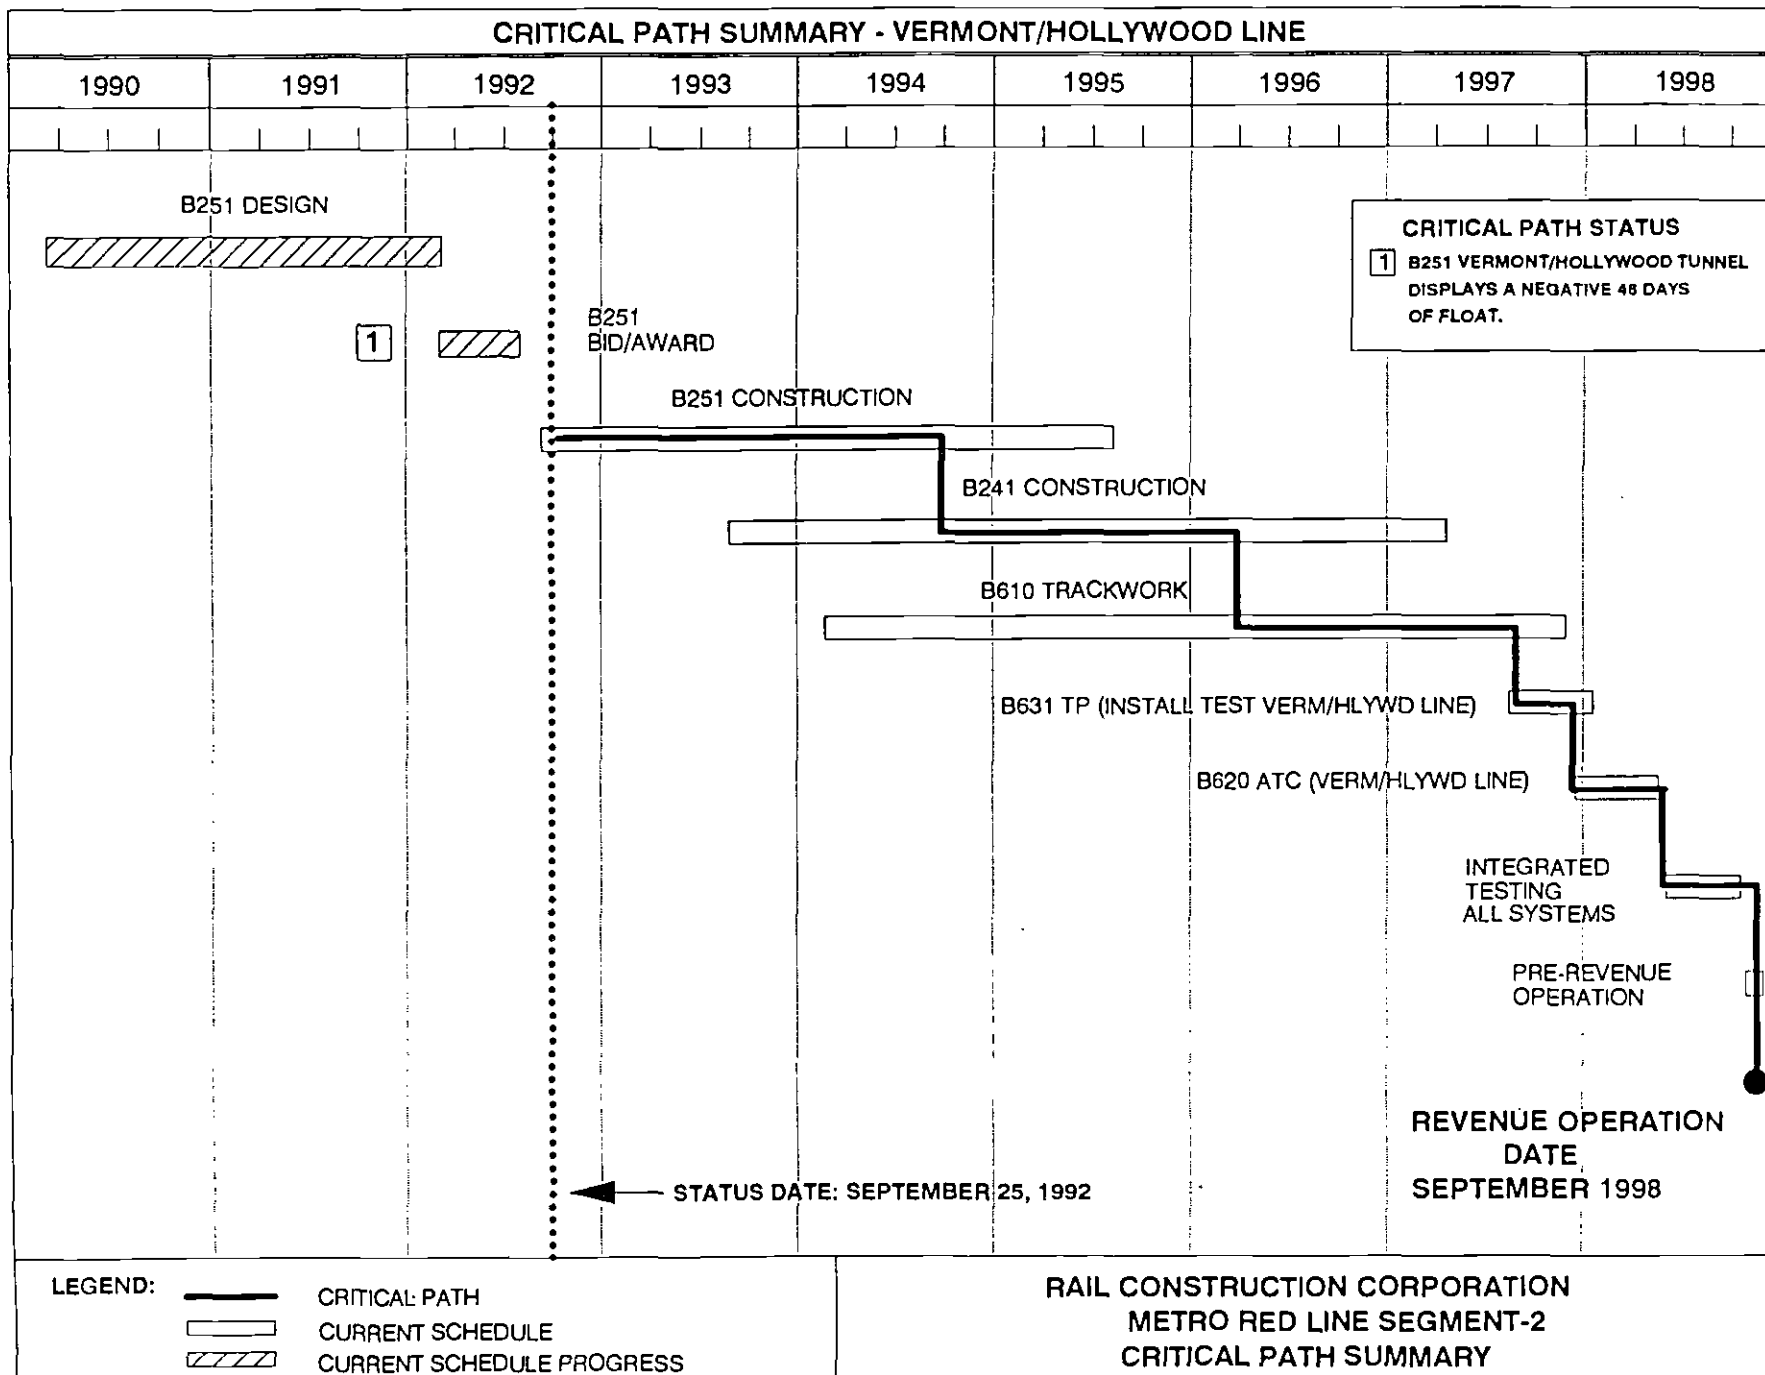 CRITICAL PATH SUMMARY - VERMONT/HOLLYWOOD LINE
1990 1991 1992 1993 1994 1995 1996 1997 1998
B251 DESIGN
CRITICAL PATH STATUS
1 B251 VERMONT/HOLLYWOOD TUNNEL
DISPLAYS A NEGATIVE 46 DAYS
OF FLOAT.
1
B251
BID/AWARD
B251 CONSTRUCTION
B241 CONSTRUCTION
B610 TRACKWORK
B631 TP (INSTALL TEST VERM/HLYWD LINE)
B620 ATC (VERM/HLYWD LINE)
INTEGRATED
TESTING
ALL SYSTEMS
PRE-REVENUE
OPERATION
REVENUE OPERATION
DATE
SEPTEMBER 1998
STATUS DATE: SEPTEMBER 25, 1992
LEGEND:
CRITICAL PATH
CURRENT SCHEDULE
CURRENT SCHEDULE PROGRESS
RAIL CONSTRUCTION CORPORATION
METRO RED LINE SEGMENT-2
CRITICAL PATH SUMMARY